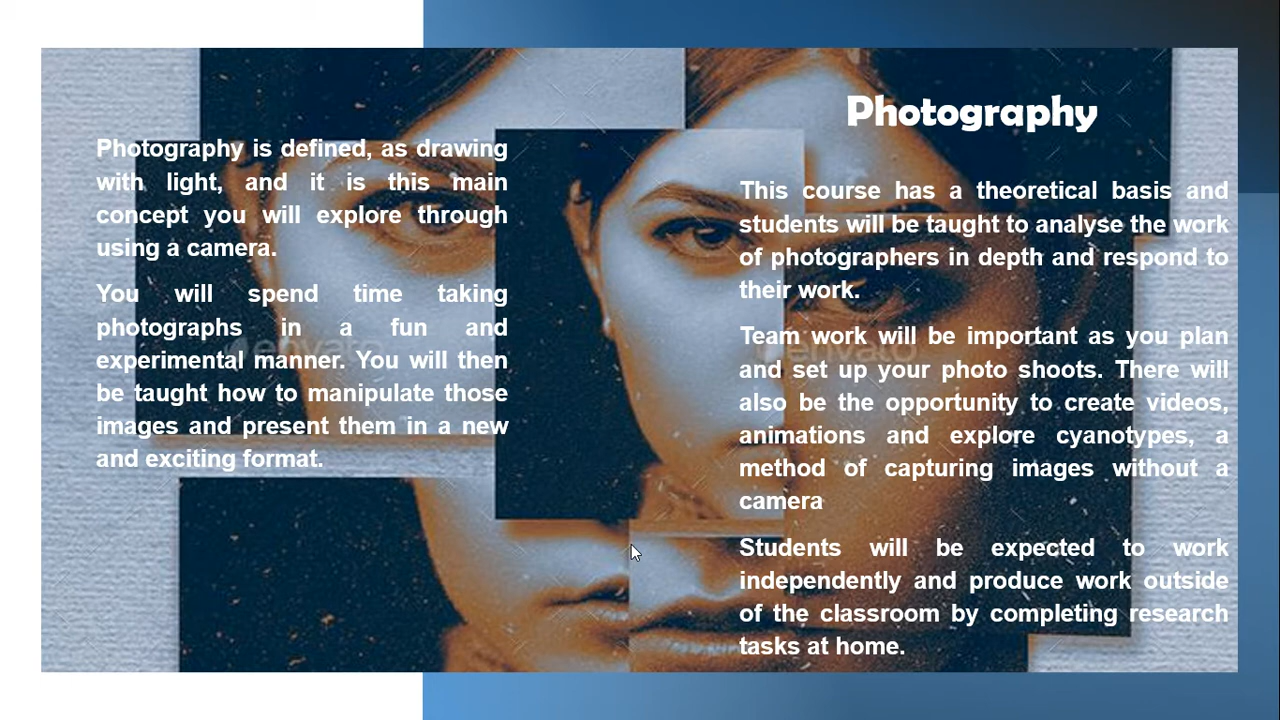 Photography
Photography is defined, as drawing
with light, and it is this main
concept you will explore through
using a camera.
You will spend time taking
photographs in a fun and
experimental manner. You will then
be taught how to manipulate those
images and present them in a new
and exciting format.
This course has a theoretical basis and
students will be taught to analyse the work
of photographers in depth and respond to
their work.
Team work will be important as you plan
and set up your photo shoots. There will
also be the opportunity to create videos,
animations and explore cyanotypes, a
method of capturing images without a
camera
Students will be expected to work
independently and produce work outside
of the classroom by completing research
tasks at home.
envato
envato